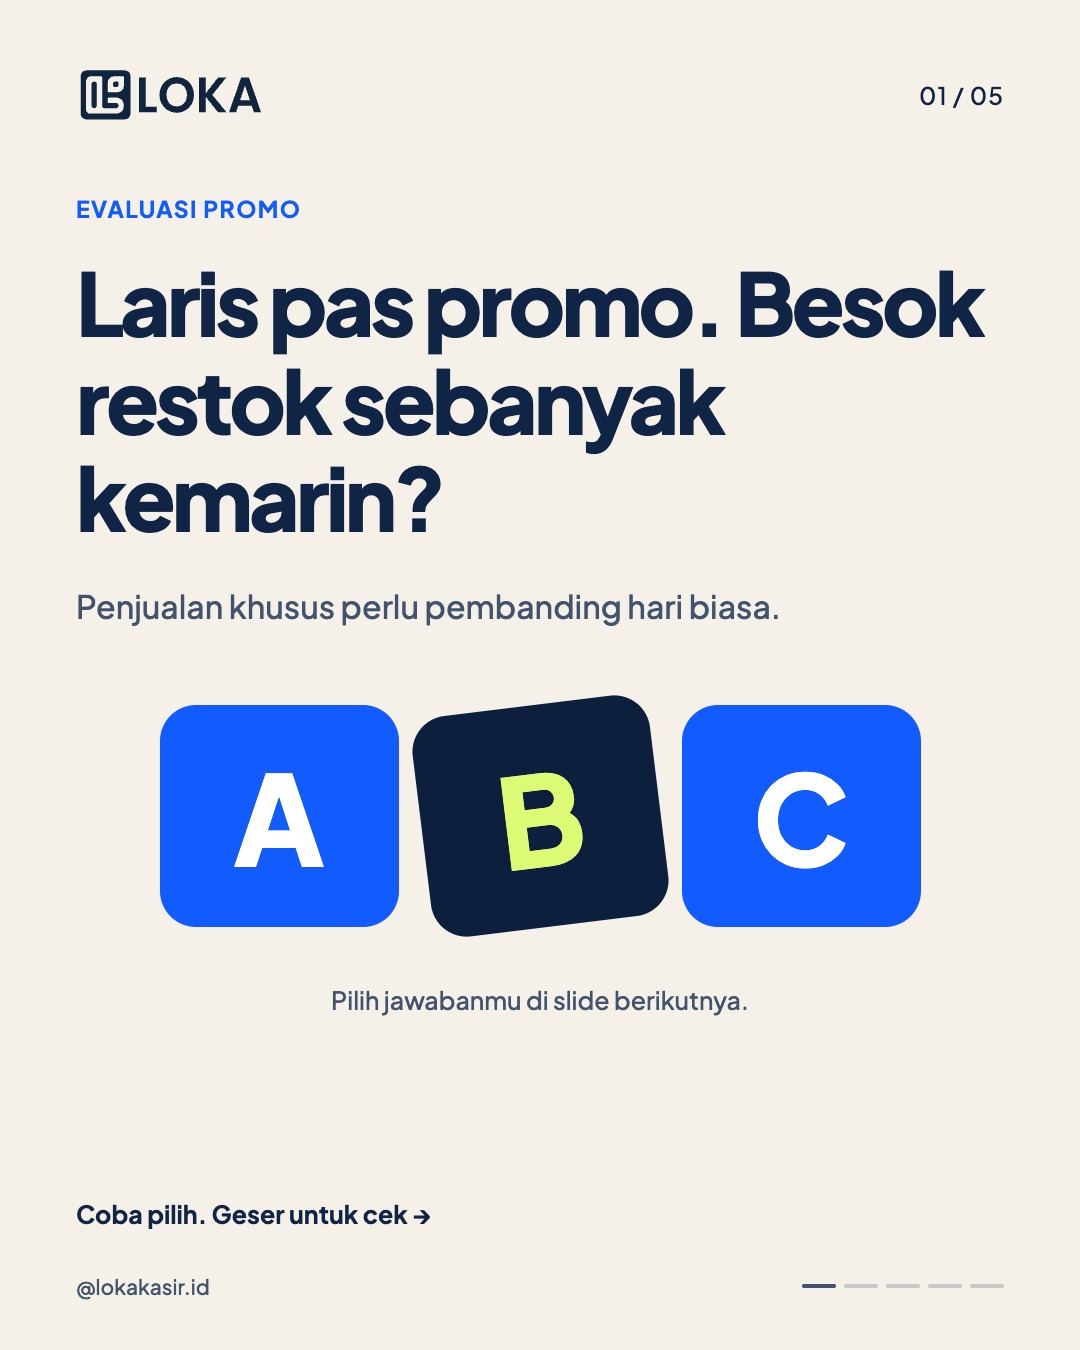 LOKA
01 / 05
EVALUASI PROMO
Laris pas promo. Besok
restok sebanyak
kemarin?
Penjualan khusus perlu pembanding hari biasa.
A B C
Pilih jawabanmu di slide berikutnya.
Coba pilih. Geser untuk cek →
@lokakasir.id